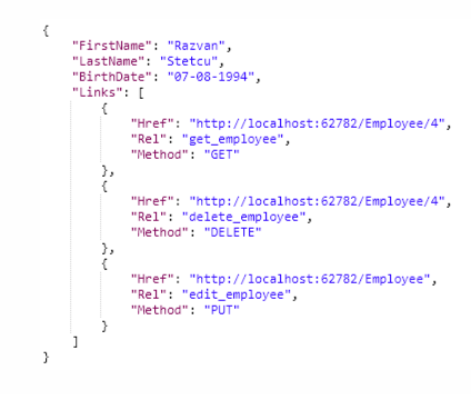 {
"FirstName": "Razvan",
"LastName": "Stetcu",
"BirthDate": "07-08-1994",
"Links": [
{
"Href": "http://localhost:62782/Employee/4",
"Rel": "get_employee",
"Method": "GET"
},
{
"Href": "http://localhost:62782/Employee/4",
"Rel": "delete_employee",
"Method": "DELETE"
},
{
"Href": "http://localhost:62782/Employee",
"Rel": "edit_employee",
"Method": "PUT"
}
]
}